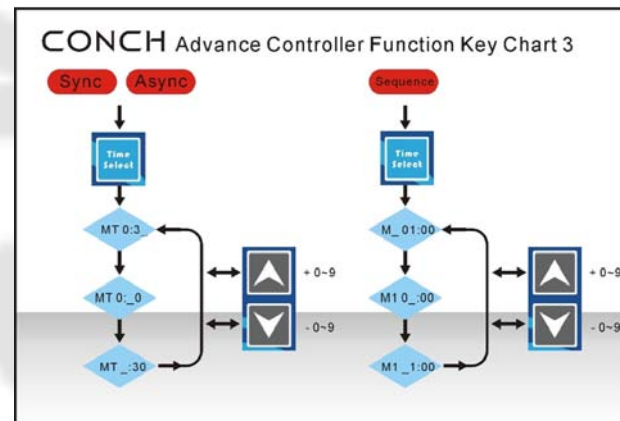 CONCH Advance Controller Function Key Chart 3
Sync Async Sequence
Time Select
Time Select
MT 0:3_
M_ 01:00
+ 0~9
+ 0~9
MT 0:_0
M1 0_:00
- 0~9
- 0~9
MT _:30
M1 _1:00